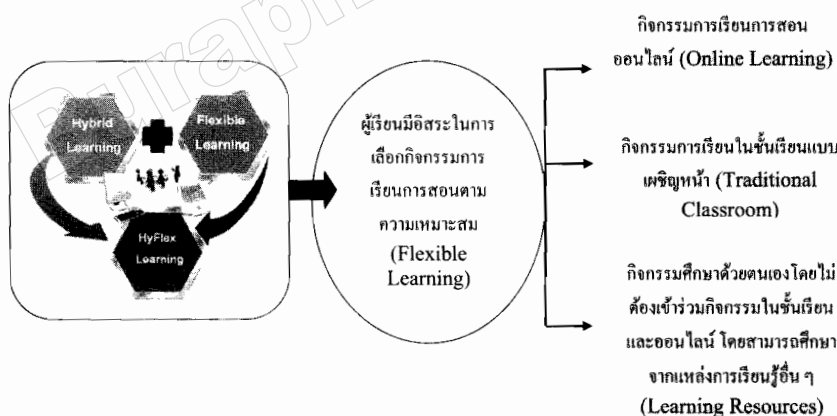 Hybrid
Learning
Flexible
Learning
HyFlex
Learning
ผู้เรียนมีอิสระในการ
เลือกกิจกรรมการ
เรียนการสอนตาม
ความเหมาะสม
(Flexible
Learning)
กิจกรรมการเรียนการสอน
ออนไลน์ (Online Learning)
กิจกรรมการเรียนในชั้นเรียนแบบ
เผชิญหน้า (Traditional
Classroom)
กิจกรรมศึกษาด้วยตนเองโดยไม่
ต้องเข้าร่วมกิจกรรมในชั้นเรียน
และออนไลน์ โดยสามารถศึกษา
จากแหล่งการเรียนรู้อื่น ๆ
(Learning Resources)